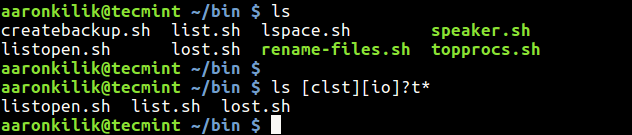 aaronkilik@tecmint ~/bin $ ls
createbackup.sh list.sh lspace.sh speaker.sh
listopen.sh lost.sh rename-files.sh topprocs.sh
aaronkilik@tecmint ~/bin $
aaronkilik@tecmint ~/bin $ ls [clst][io]?t*
listopen.sh list.sh lost.sh
aaronkilik@tecmint ~/bin $